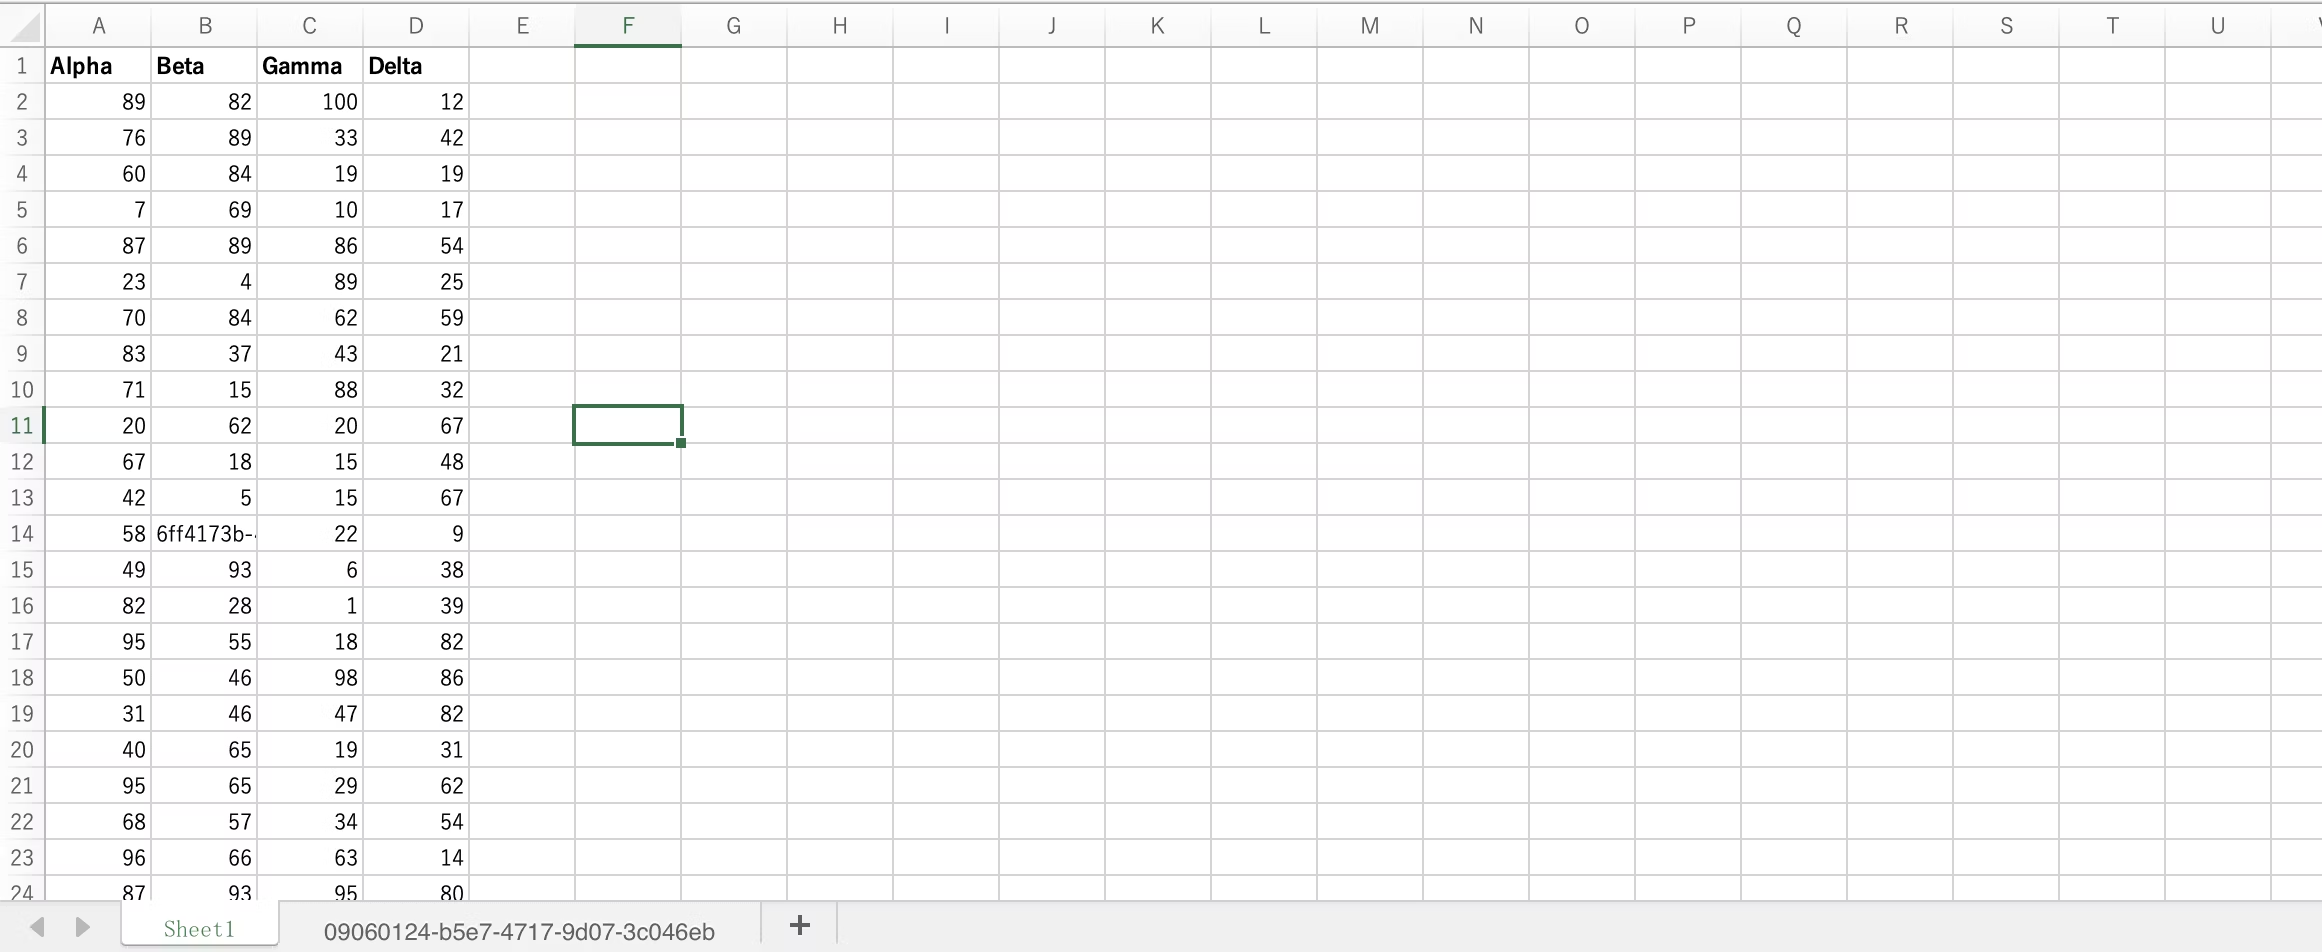 A B C D E F G H I J K L M N O P Q R S T U
1 Alpha Beta Gamma Delta
2 89 82 100 12
3 76 89 33 42
4 60 84 19 19
5 7 69 10 17
6 87 89 86 54
7 23 4 89 25
8 70 84 62 59
9 83 37 43 21
10 71 15 88 32
11 20 62 20 67
12 67 18 15 48
13 42 5 15 67
14 58 6ff4173b- 22 9
15 49 93 6 38
16 82 28 1 39
17 95 55 18 82
18 50 46 98 86
19 31 46 47 82
20 40 65 19 31
21 95 65 29 62
22 68 57 34 54
23 96 66 63 14
24 87 93 95 80
Sheet1 09060124-b5e7-4717-9d07-3c046eb +